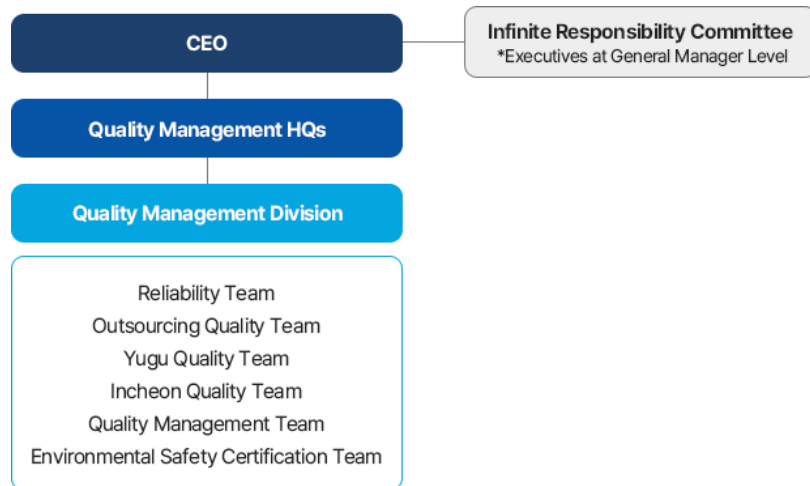 CEO
Infinite Responsibility Committee
*Executives at General Manager Level
Quality Management HQs
Quality Management Division
Reliability Team
Outsourcing Quality Team
Yugu Quality Team
Incheon Quality Team
Quality Management Team
Environmental Safety Certification Team